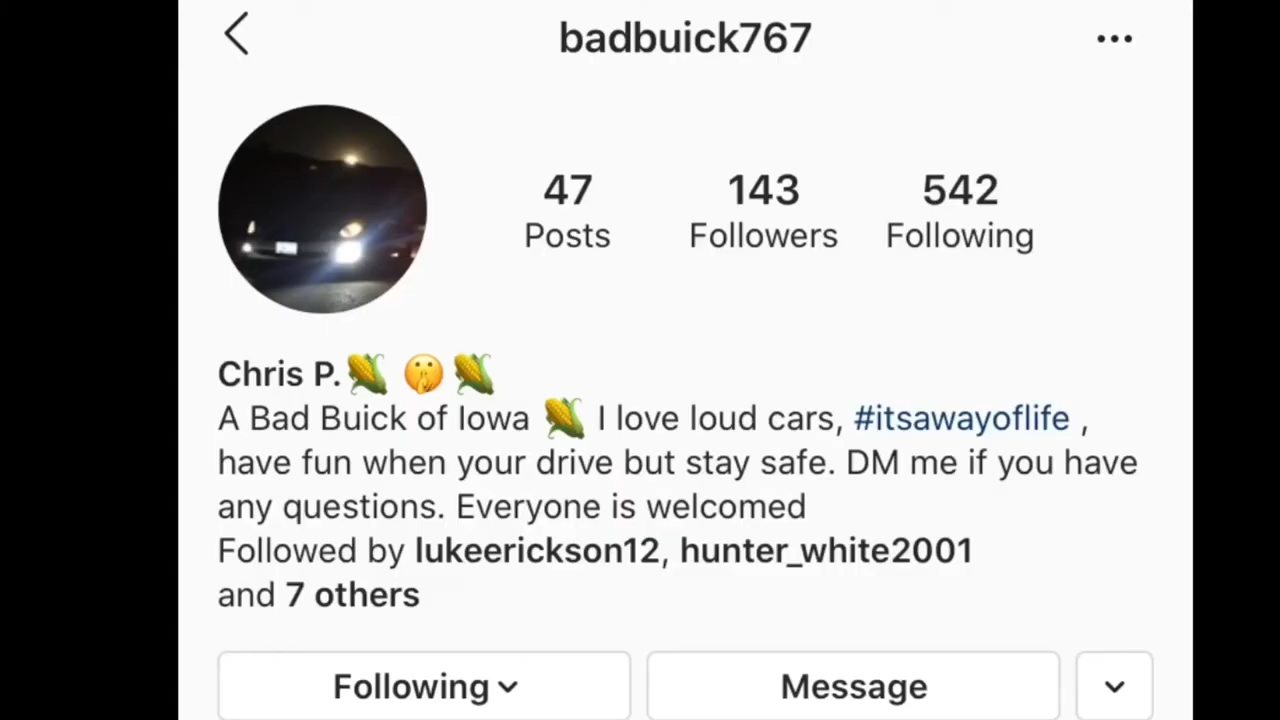 badbuick767
47 143 542
Posts Followers Following
Chris P.🌽 🤫 🌽
A Bad Buick of Iowa 🌽 I love loud cars, #itsawayoflife ,
have fun when your drive but stay safe. DM me if you have
any questions. Everyone is welcomed
Followed by lukeerickson12, hunter_white2001
and 7 others
Following Message